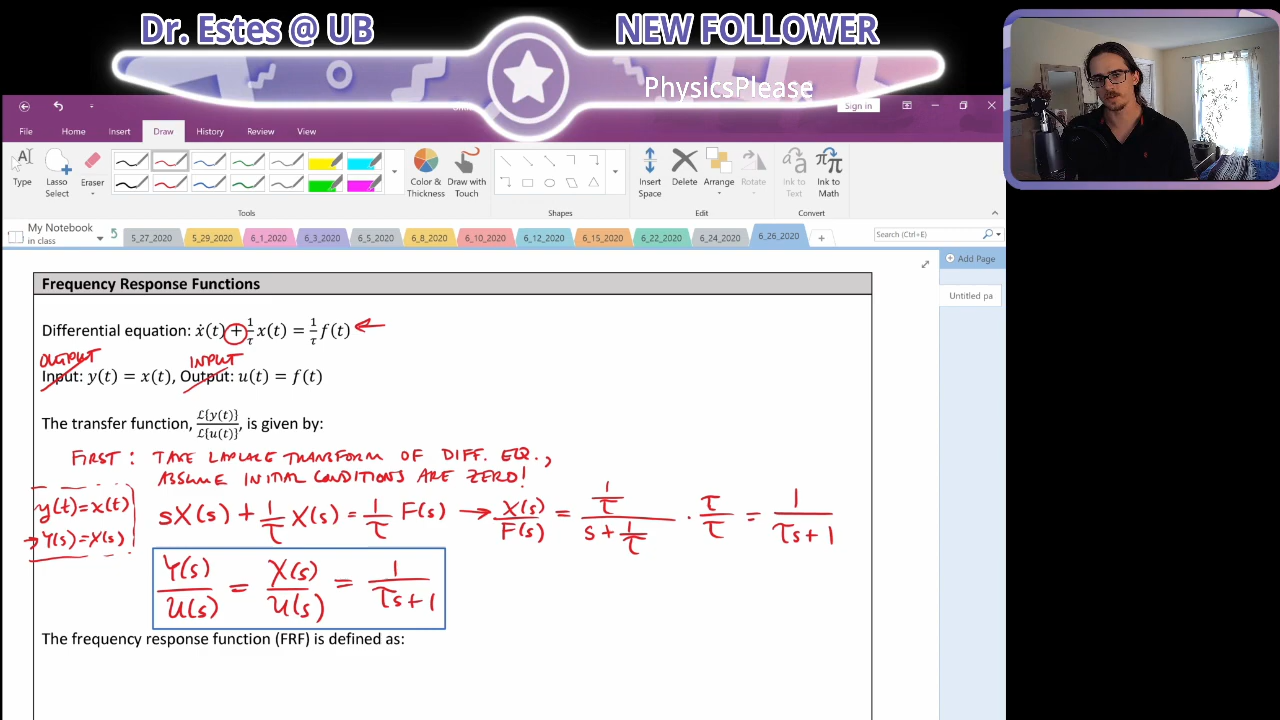 Dr. Estes @ UB
NEW FOLLOWER
PhysicsPlease
Sign in
File Home Insert Draw History Review View
Type Lasso Select Eraser Color & Thickness Draw with Touch Insert Space Delete Arrange Rotate Ink to Text Ink to Math
Tools Shapes Edit Convert
My Notebook
in class
5_27_2020 5_29_2020 6_1_2020 6_3_2020 6_5_2020 6_8_2020 6_10_2020 6_12_2020 6_15_2020 6_22_2020 6_24_2020 6_26_2020
Search (Ctrl+E)
Add Page
Untitled pa
Frequency Response Functions
Differential equation: ẋ(t) + 1/τ x(t) = 1/τ f(t) ←
OUTPUT INPUT
Input: y(t) = x(t), Output: u(t) = f(t)
The transfer function, ℒ{y(t)}/ℒ{u(t)}, is given by:
FIRST: TAKE LAPLACE TRANSFORM OF DIFF. EQ.,
ASSUME INITIAL CONDITIONS ARE ZERO!
y(t)=x(t)
→Y(s)=X(s)
sX(s) + 1/τ X(s) = 1/τ F(s) → X(s)/F(s) = (1/τ)/(s + 1/τ) · τ/τ = 1/(τs+1)
Y(s)/U(s) = X(s)/U(s) = 1/(τs+1)
The frequency response function (FRF) is defined as: